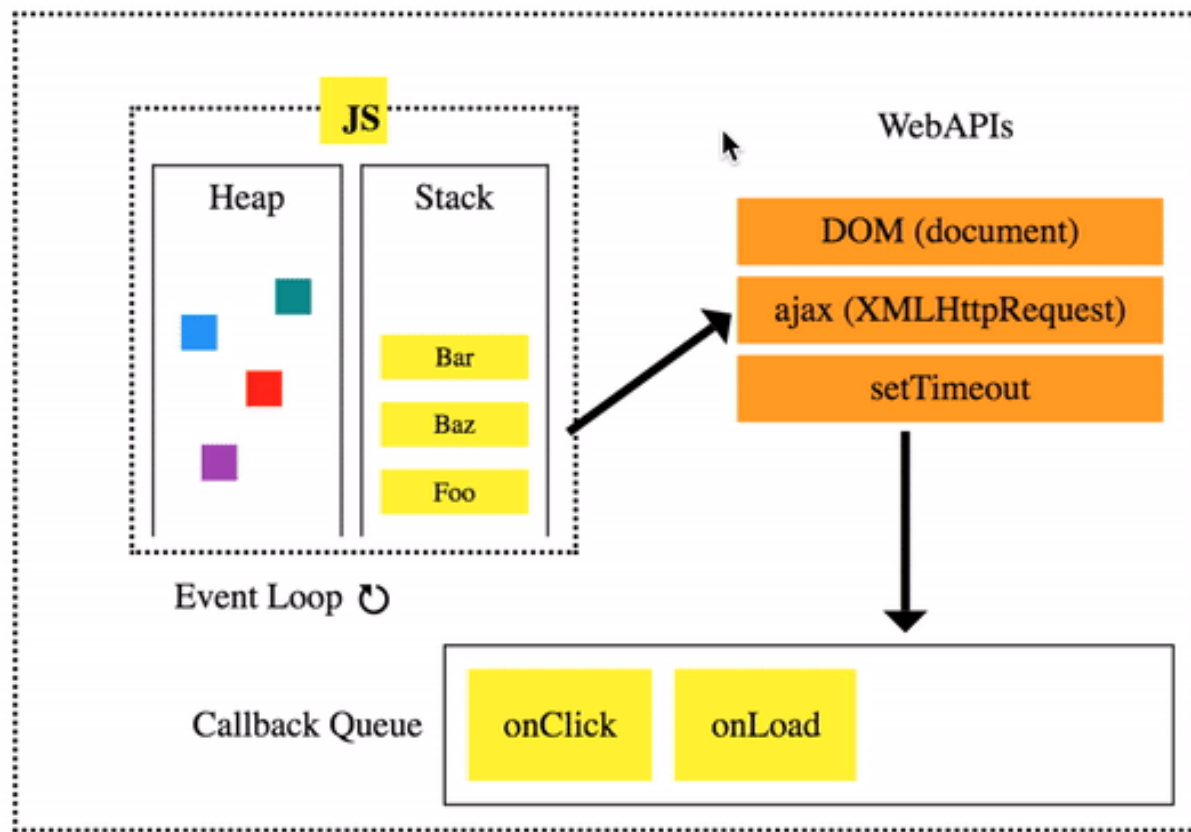 JS
WebAPIs
Heap
Stack
DOM (document)
ajax (XMLHttpRequest)
setTimeout
Bar
Baz
Foo
Event Loop
Callback Queue
onClick
onLoad